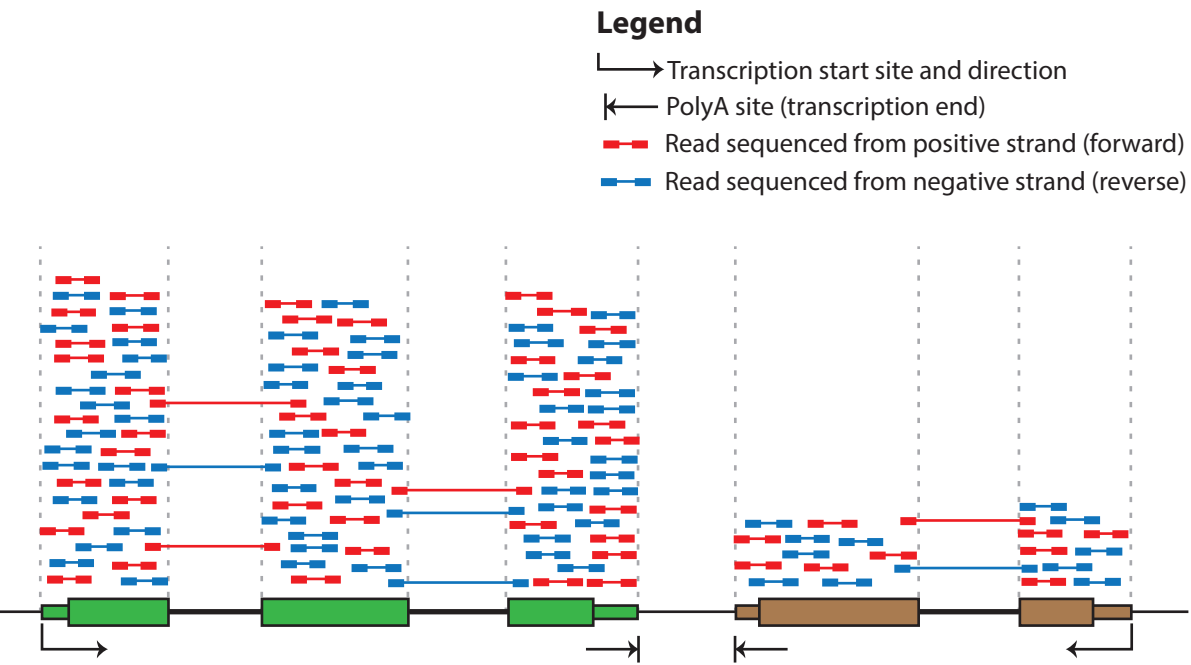 Legend
Transcription start site and direction
PolyA site (transcription end)
Read sequenced from positive strand (forward)
Read sequenced from negative strand (reverse)